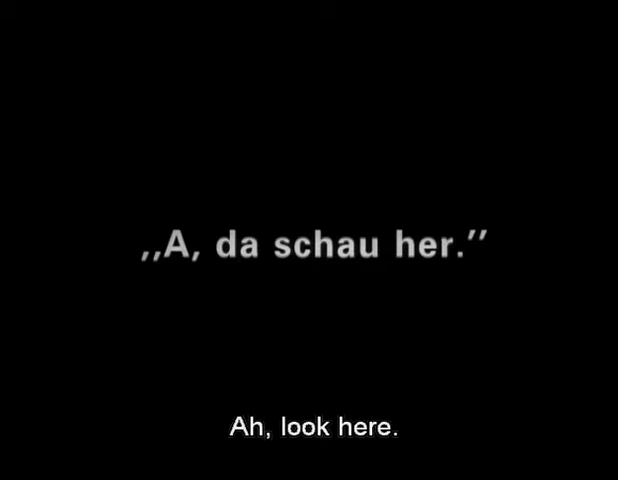 ,,A, da schau her.”
Ah, look here.